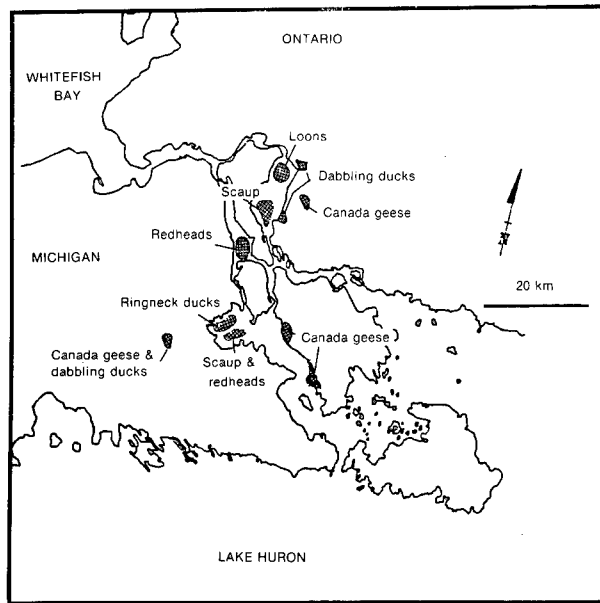 ONTARIO
WHITEFISH
BAY
Loons
Dabbling ducks
Scaup
Canada geese
Redheads
MICHIGAN
20 km
Ringneck ducks
Canada geese
Canada geese &
dabbling ducks
Scaup &
redheads
LAKE HURON